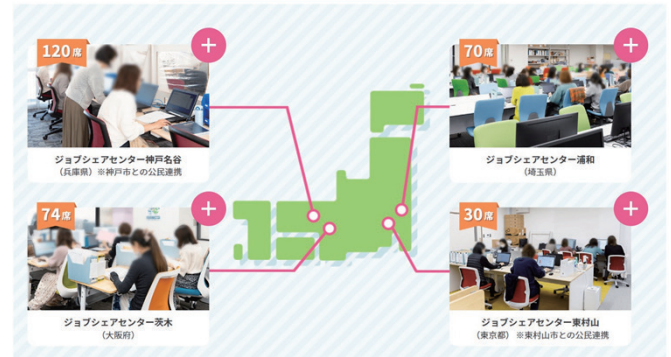 120席
ジョブシェアセンター神戸名谷
（兵庫県）※神戸市との公民連携
70席
ジョブシェアセンター浦和
（埼玉県）
74席
ジョブシェアセンター茨木
（大阪府）
30席
ジョブシェアセンター東村山
（東京都）※東村山市との公民連携